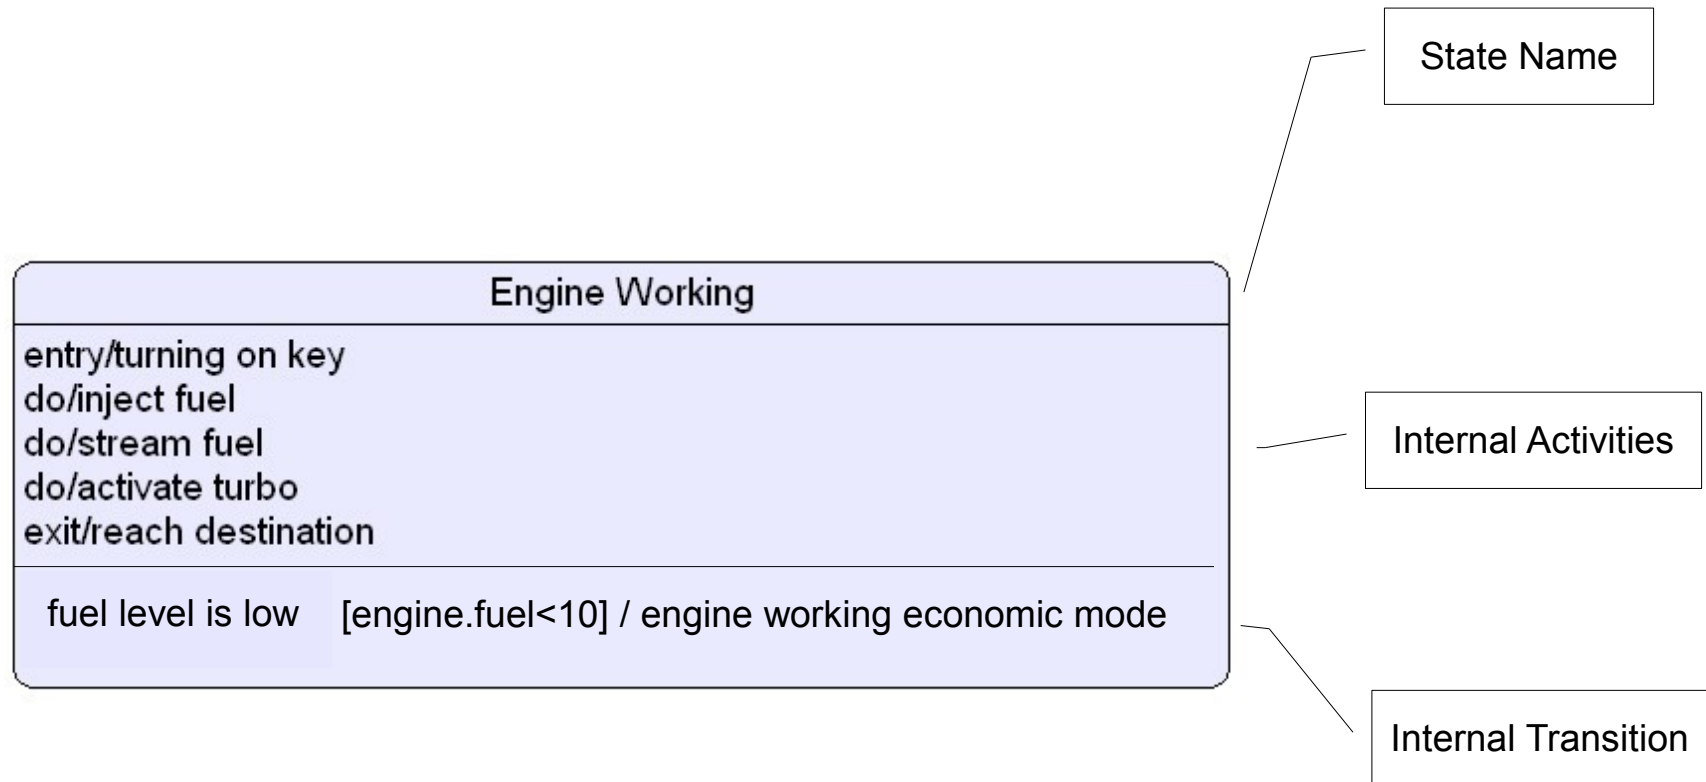 State Name
Engine Working
entry/turning on key
do/inject fuel
do/stream fuel
do/activate turbo
exit/reach destination
Internal Activities
fuel level is low [engine.fuel<10] / engine working economic mode
Internal Transition